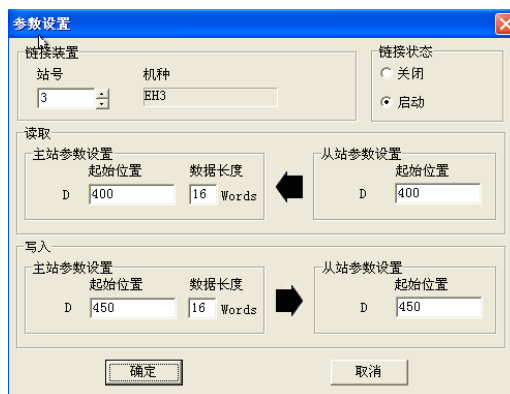 参数设置
链接装置
站号 机种
3 EH3
链接状态
关闭
启动
读取
主站参数设置
起始位置 数据长度
D 400 16 Words
从站参数设置
起始位置
D 400
写入
主站参数设置
起始位置 数据长度
D 450 16 Words
从站参数设置
起始位置
D 450
确定 取消